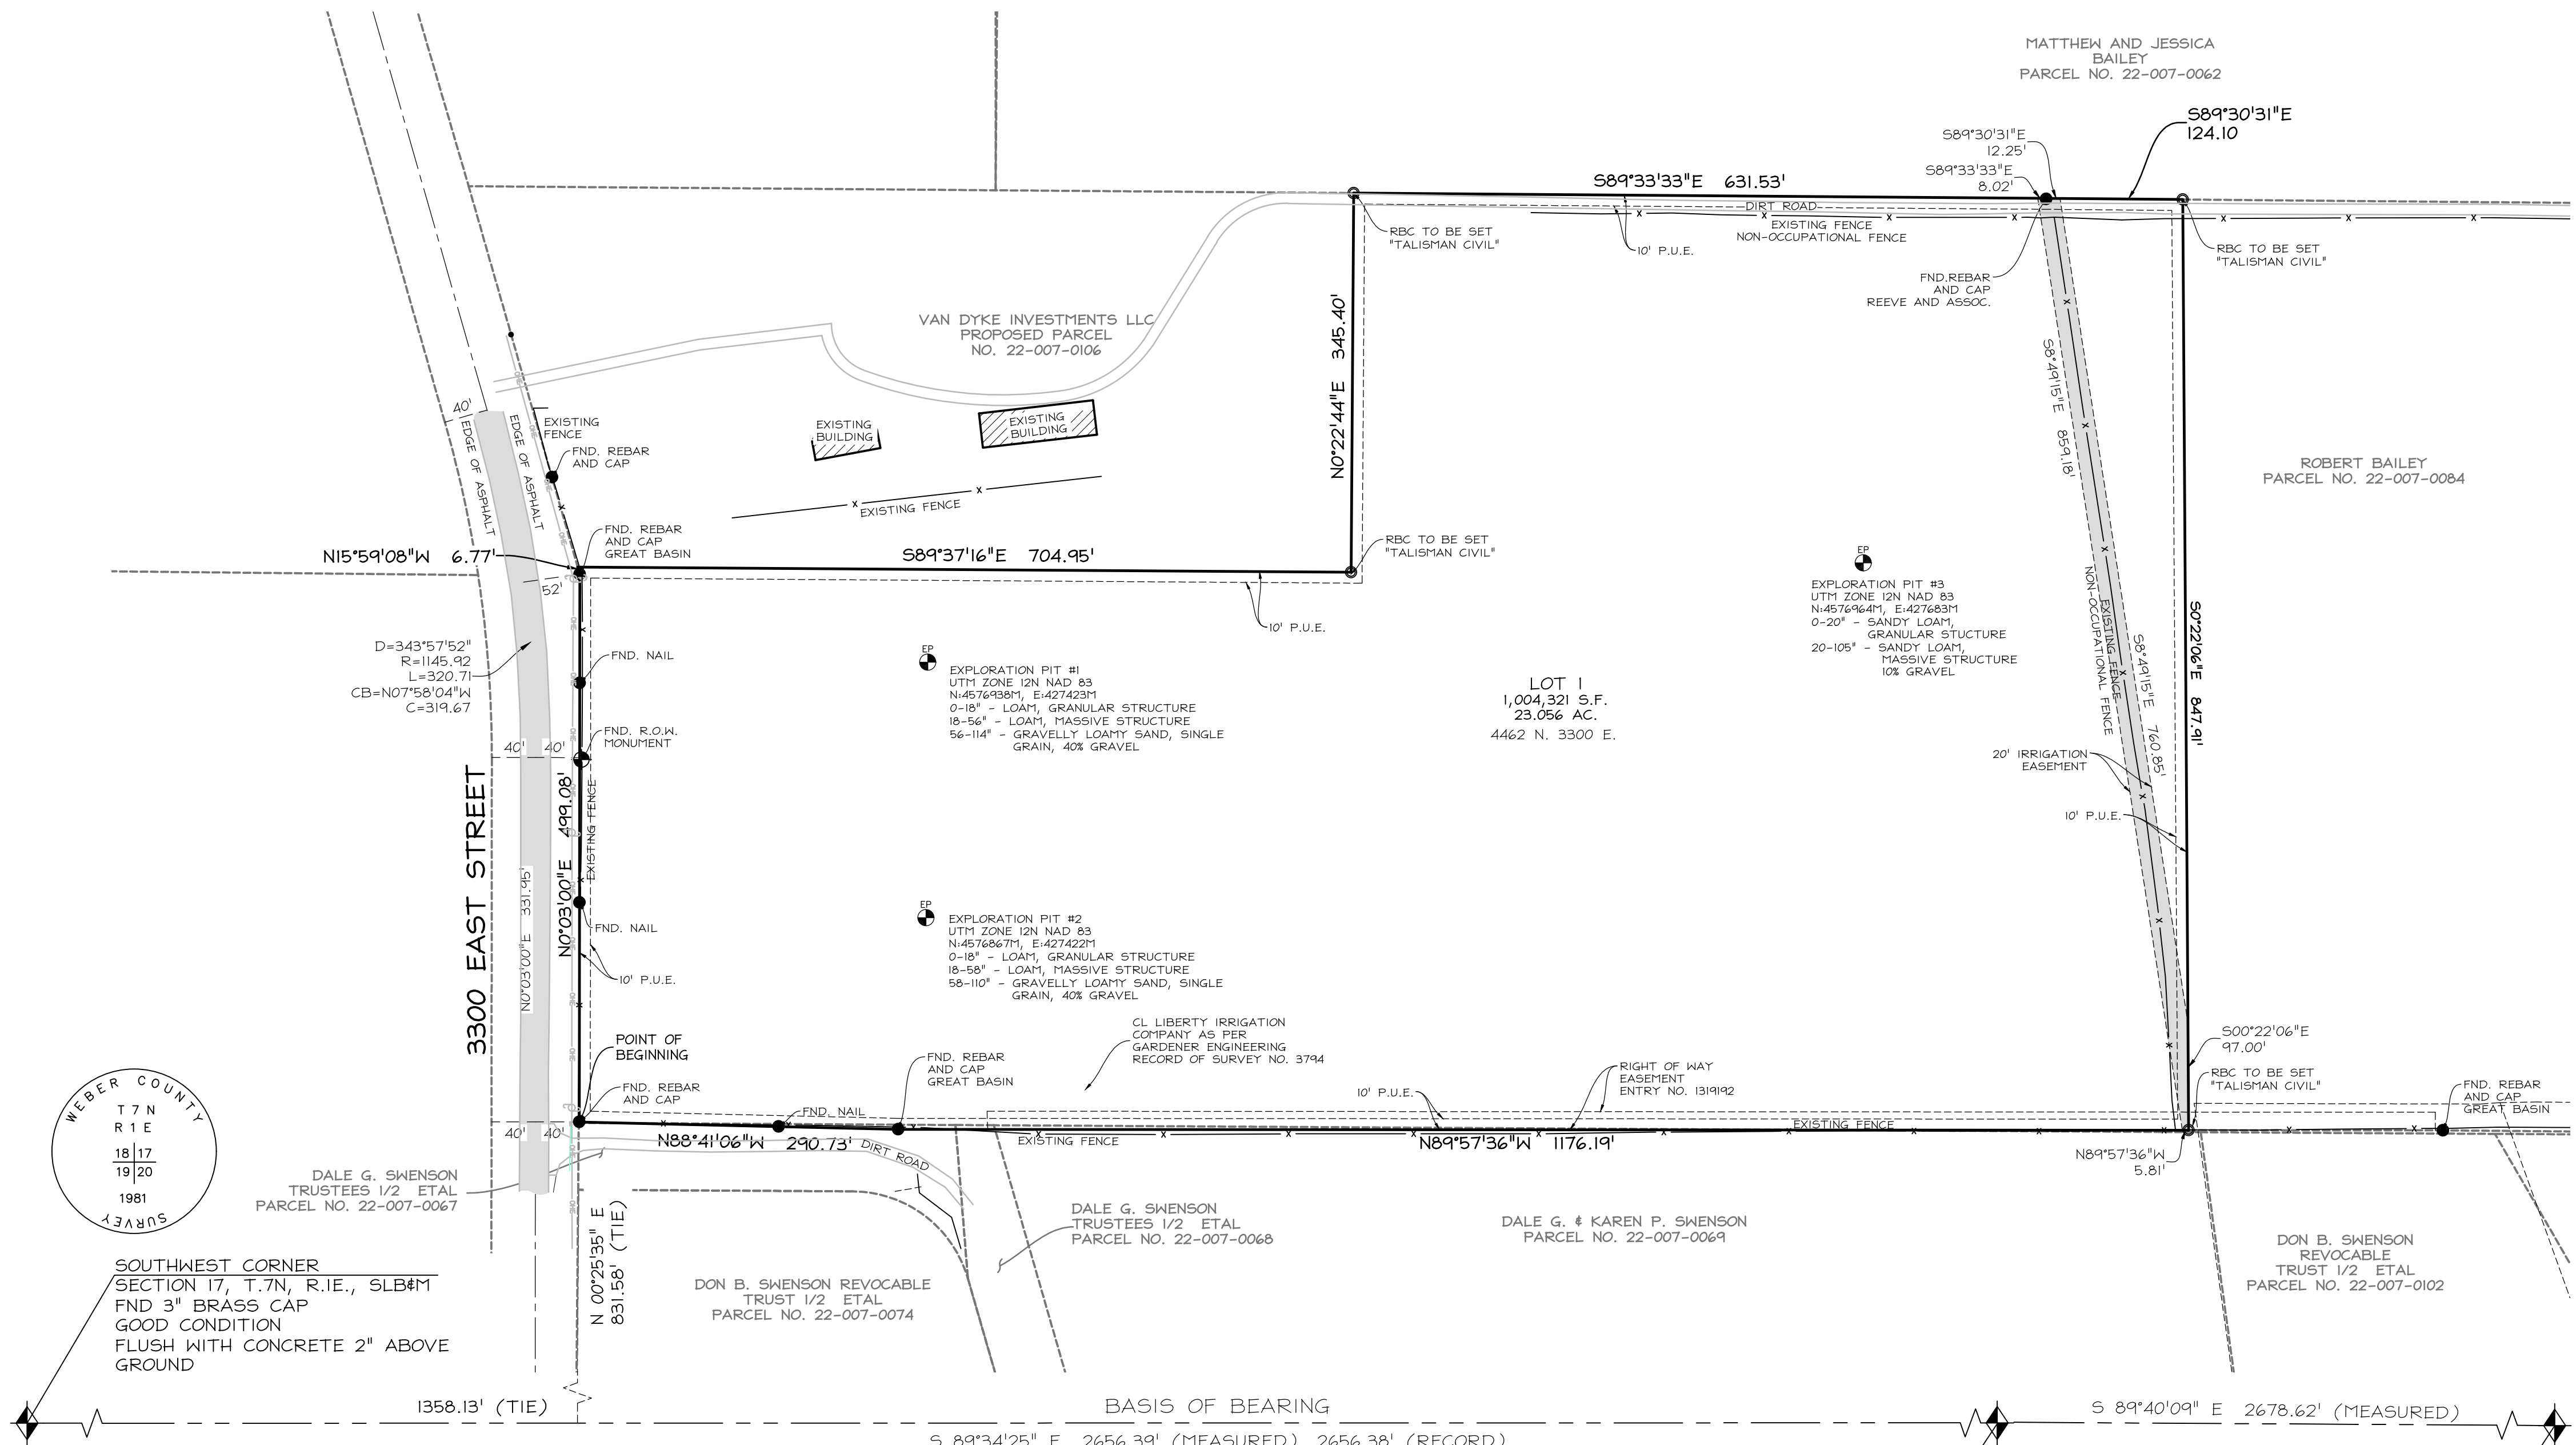 MATTHEW AND JESSICA
BAILEY
PARCEL NO. 22-007-0062
S89°30'31"E
124.10
S89°30'31"E
12.25'
S89°33'33"E
8.02'
S89°33'33"E 631.53'
DIRT ROAD
EXISTING FENCE
NON-OCCUPATIONAL FENCE
10' P.U.E.
RBC TO BE SET
"TALISMAN CIVIL"
RBC TO BE SET
"TALISMAN CIVIL"
FND.REBAR
AND CAP
REEVE AND ASSOC.
VAN DYKE INVESTMENTS LLC
PROPOSED PARCEL
NO. 22-007-0106
N0°22'44"E 345.40'
S8°49'15"E 859.18'
40'
EDGE OF ASPHALT
EDGE OF ASPHALT
OHE
EXISTING
FENCE
FND. REBAR
AND CAP
EXISTING
BUILDING
EXISTING
BUILDING
EXISTING FENCE
ROBERT BAILEY
PARCEL NO. 22-007-0084
FND. REBAR
AND CAP
GREAT BASIN
N15°59'08"W 6.77'
S89°37'16"E 704.95'
RBC TO BE SET
"TALISMAN CIVIL"
52'
10' P.U.E.
EP
EXPLORATION PIT #3
UTM ZONE 12N NAD 83
N:4576964M, E:427683M
0-20" - SANDY LOAM,
GRANULAR STUCTURE
20-105" - SANDY LOAM,
MASSIVE STRUCTURE
10% GRAVEL
EXISTING FENCE
NON-OCCUPATIONAL FENCE
S8°49'15"E 760.85'
S0°22'06"E 847.91'
D=343°57'52"
R=1145.92
L=320.71
CB=N07°58'04"W
C=319.67
FND. NAIL
EP
EXPLORATION PIT #1
UTM ZONE 12N NAD 83
N:4576938M, E:427423M
0-18" - LOAM, GRANULAR STRUCTURE
18-56" - LOAM, MASSIVE STRUCTURE
56-114" - GRAVELLY LOAMY SAND, SINGLE
GRAIN, 40% GRAVEL
LOT 1
1,004,321 S.F.
23.056 AC.
4462 N. 3300 E.
FND. R.O.W.
MONUMENT
40' 40'
20' IRRIGATION
EASEMENT
10' P.U.E.
3300 EAST STREET
N0°03'00"E 331.95'
N0°03'00"E 499.08'
EXISTING FENCE
FND. NAIL
10' P.U.E.
EP
EXPLORATION PIT #2
UTM ZONE 12N NAD 83
N:4576867M, E:427422M
0-18" - LOAM, GRANULAR STRUCTURE
18-58" - LOAM, MASSIVE STRUCTURE
58-110" - GRAVELLY LOAMY SAND, SINGLE
GRAIN, 40% GRAVEL
POINT OF
BEGINNING
FND. REBAR
AND CAP
FND. REBAR
AND CAP
GREAT BASIN
CL LIBERTY IRRIGATION
COMPANY AS PER
GARDENER ENGINEERING
RECORD OF SURVEY NO. 3794
10' P.U.E.
RIGHT OF WAY
EASEMENT
ENTRY NO. 1319192
S00°22'06"E
97.00'
RBC TO BE SET
"TALISMAN CIVIL"
FND. REBAR
AND CAP
GREAT BASIN
FND. NAIL
40' 40'
N88°41'06"W 290.73'
DIRT ROAD
EXISTING FENCE
N89°57'36"W 1176.19'
EXISTING FENCE
N89°57'36"W
5.81'
WEBER COUNTY
T 7 N
R 1 E
18 17
19 20
1981
SURVEY
DALE G. SWENSON
TRUSTEES 1/2 ETAL
PARCEL NO. 22-007-0067
N 00°25'35" E
831.58' (TIE)
DALE G. SWENSON
TRUSTEES 1/2 ETAL
PARCEL NO. 22-007-0068
DALE G. & KAREN P. SWENSON
PARCEL NO. 22-007-0069
DON B. SWENSON
REVOCABLE
TRUST 1/2 ETAL
PARCEL NO. 22-007-0102
DON B. SWENSON REVOCABLE
TRUST 1/2 ETAL
PARCEL NO. 22-007-0074
SOUTHWEST CORNER
SECTION 17, T.7N, R.1E., SLB&M
FND 3" BRASS CAP
GOOD CONDITION
FLUSH WITH CONCRETE 2" ABOVE
GROUND
1358.13' (TIE)
BASIS OF BEARING
S 89°34'25" E 2656.39' (MEASURED) 2656.38' (RECORD)
S 89°40'09" E 2678.62' (MEASURED)